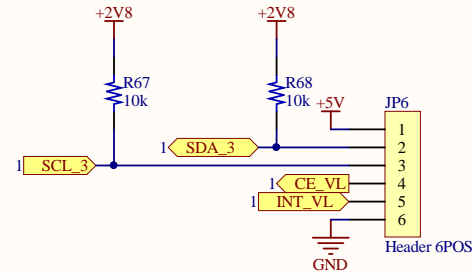 +2V8 +2V8
R67 R68
10k 10k +5V JP6
1
1 SDA_3 2
1 SCL_3 3
1 CE_VL 4
1 INT_VL 5
6
Header 6POS
GND